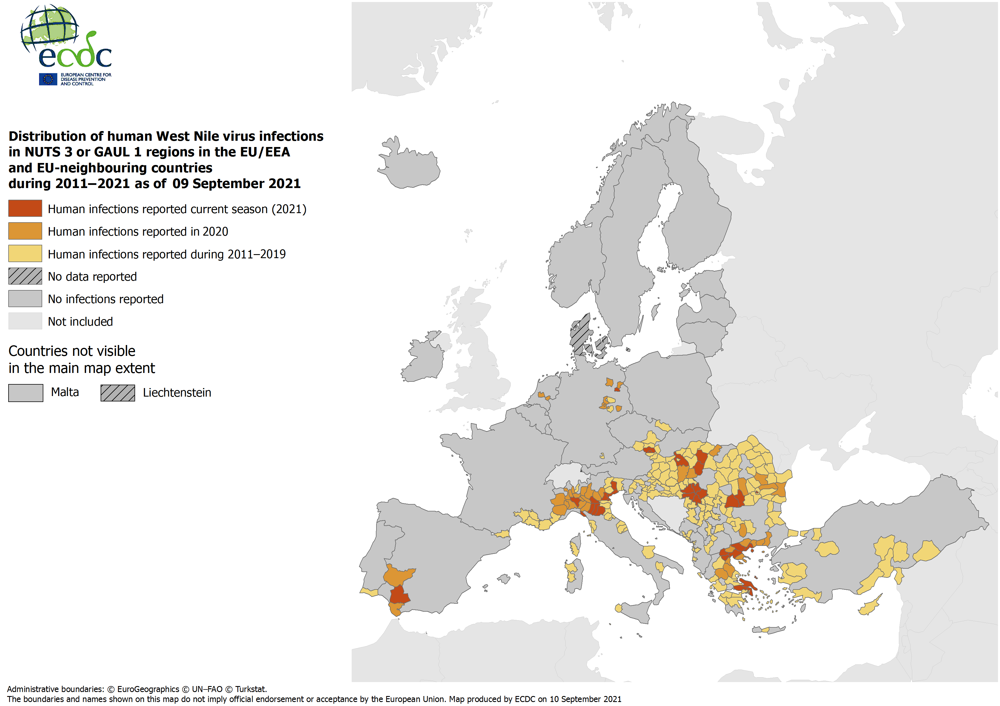 ecdc
EUROPEAN CENTRE FOR
DISEASE PREVENTION
AND CONTROL
Distribution of human West Nile virus infections
in NUTS 3 or GAUL 1 regions in the EU/EEA
and EU-neighbouring countries
during 2011–2021 as of 09 September 2021
Human infections reported current season (2021)
Human infections reported in 2020
Human infections reported during 2011–2019
No data reported
No infections reported
Not included
Countries not visible
in the main map extent
Malta
Liechtenstein
Administrative boundaries: © EuroGeographics © UN–FAO © Turkstat.
The boundaries and names shown on this map do not imply official endorsement or acceptance by the European Union. Map produced by ECDC on 10 September 2021